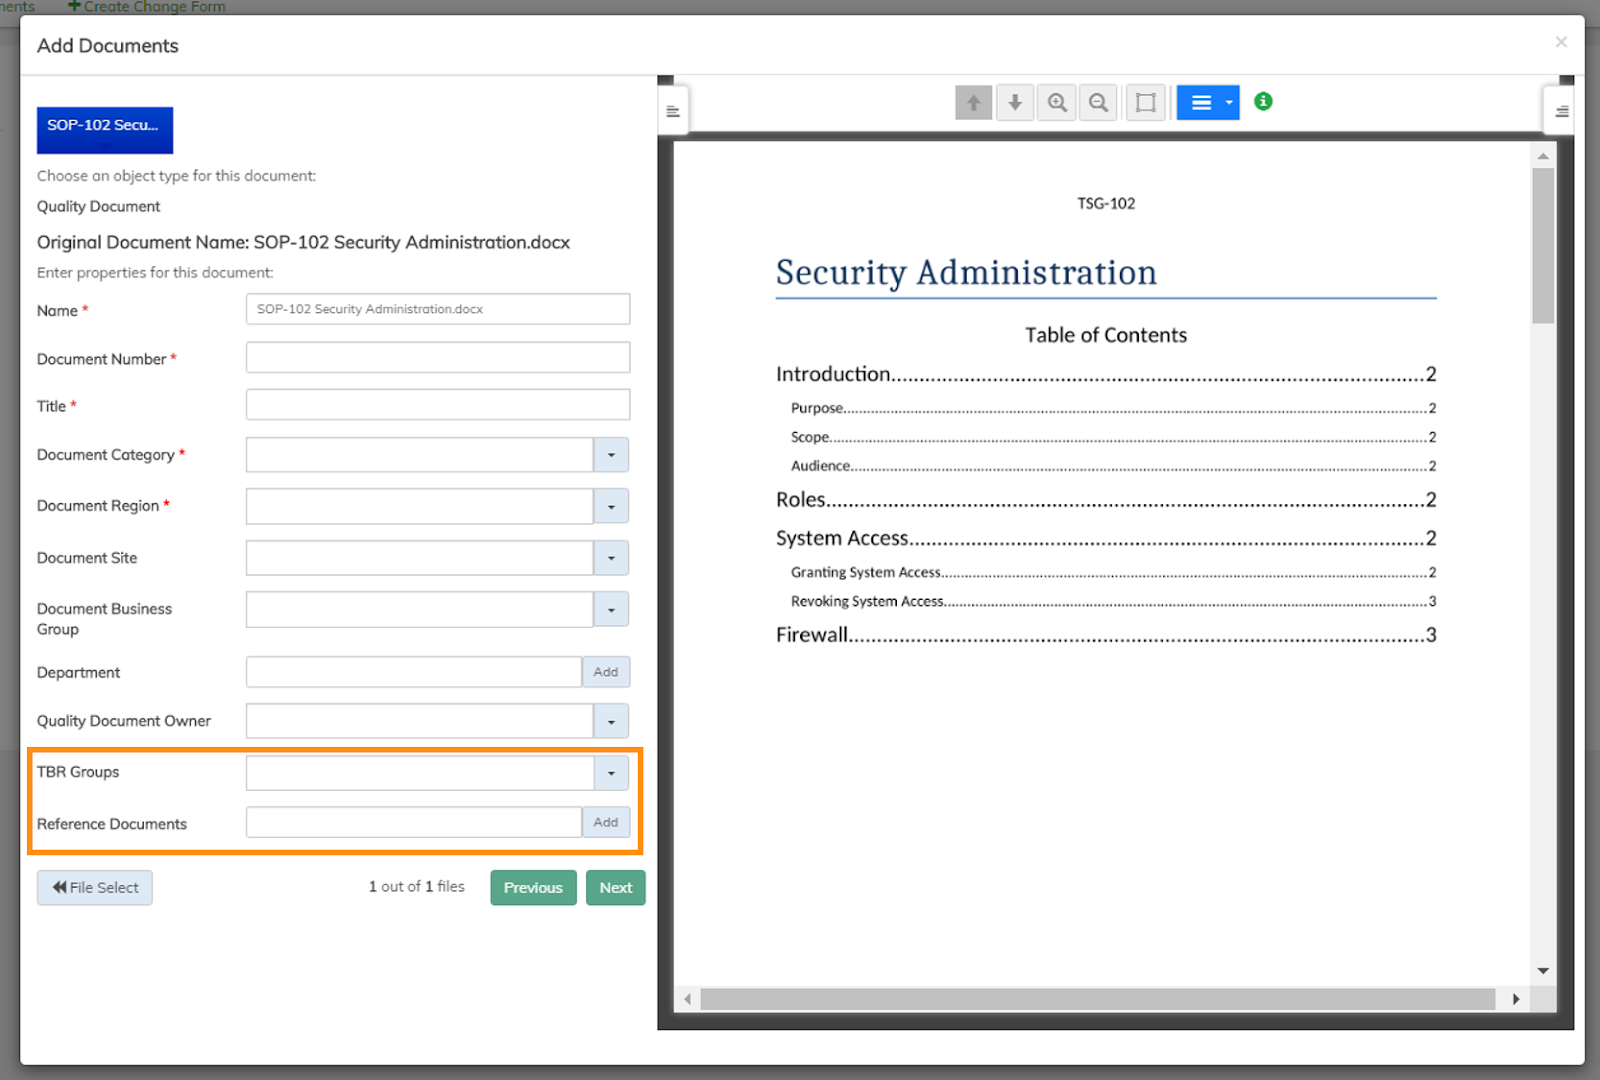 ments
Create Change Form
Add Documents
×
SOP-102 Secu...
Choose an object type for this document:
Quality Document
Original Document Name: SOP-102 Security Administration.docx
Enter properties for this document:
Name *
SOP-102 Security Administration.docx
Document Number *
Title *
Document Category *
Document Region *
Document Site
Document Business
Group
Department
Add
Quality Document Owner
TBR Groups
Reference Documents
Add
File Select
1 out of 1 files
Previous
Next
TSG-102
Security Administration
Table of Contents
Introduction 2
Purpose 2
Scope 2
Audience 2
Roles 2
System Access 2
Granting System Access 2
Revoking System Access 3
Firewall 3